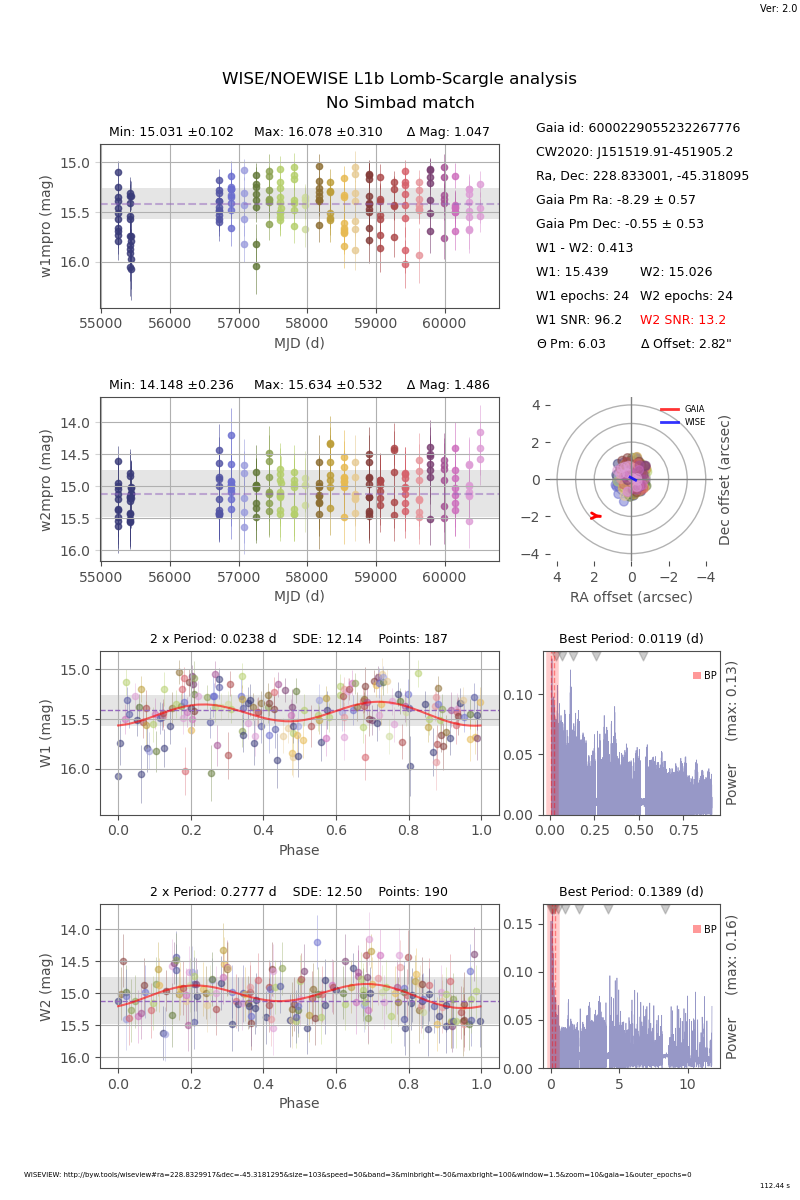 Ver: 2.0
WISE/NOEWISE L1b Lomb-Scargle analysis
No Simbad match
Min: 15.031 ±0.102 Max: 16.078 ±0.310 Δ Mag: 1.047
15.0
15.5
16.0
w1mpro (mag)
55000 56000 57000 58000 59000 60000
MJD (d)
Gaia id: 6000229055232267776
CW2020: J151519.91-451905.2
Ra, Dec: 228.833001, -45.318095
Gaia Pm Ra: -8.29 ± 0.57
Gaia Pm Dec: -0.55 ± 0.53
W1 - W2: 0.413
W1: 15.439 W2: 15.026
W1 epochs: 24 W2 epochs: 24
W1 SNR: 96.2 W2 SNR: 13.2
Θ Pm: 6.03 Δ Offset: 2.82"
Min: 14.148 ±0.236 Max: 15.634 ±0.532 Δ Mag: 1.486
14.0
14.5
15.0
15.5
16.0
w2mpro (mag)
55000 56000 57000 58000 59000 60000
MJD (d)
GAIA
WISE
4
2
0
−2
−4
4 2 0 −2 −4
RA offset (arcsec)
Dec offset (arcsec)
2 x Period: 0.0238 d SDE: 12.14 Points: 187
15.0
15.5
16.0
W1 (mag)
0.0 0.2 0.4 0.6 0.8 1.0
Phase
Best Period: 0.0119 (d)
BP
0.10
0.05
0.00
0.00 0.25 0.50 0.75
Power (max: 0.13)
2 x Period: 0.2777 d SDE: 12.50 Points: 190
14.0
14.5
15.0
15.5
16.0
W2 (mag)
0.0 0.2 0.4 0.6 0.8 1.0
Phase
Best Period: 0.1389 (d)
BP
0.15
0.10
0.05
0.00
0 5 10
Power (max: 0.16)
WISEVIEW: http://byw.tools/wiseview#ra=228.8329917&dec=-45.3181295&size=103&speed=50&band=3&minbright=-50&maxbright=100&window=1.5&zoom=10&gaia=1&outer_epochs=0
112.44 s